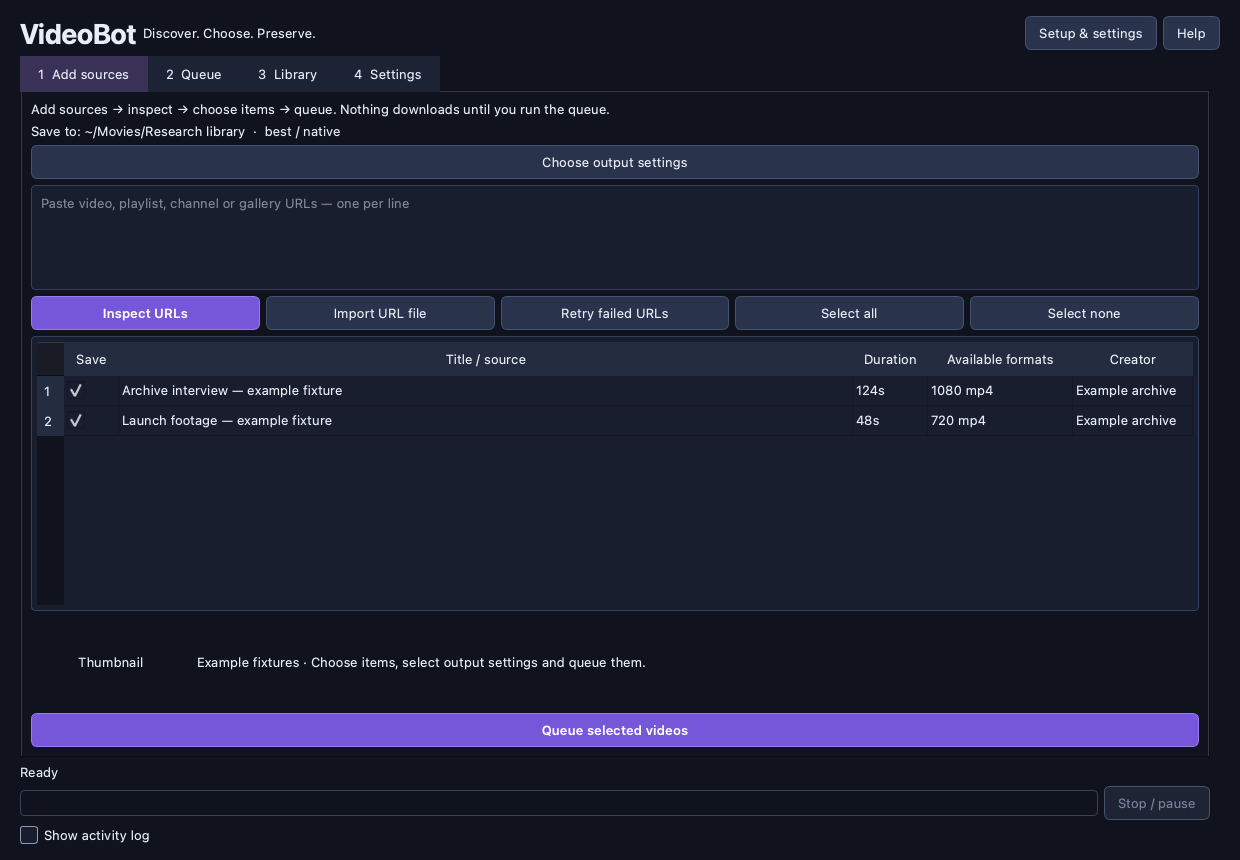 VideoBot Discover. Choose. Preserve. Setup & settings Help
1 Add sources 2 Queue 3 Library 4 Settings
Add sources → inspect → choose items → queue. Nothing downloads until you run the queue.
Save to: ~/Movies/Research library · best / native
Choose output settings
Paste video, playlist, channel or gallery URLs — one per line
Inspect URLs Import URL file Retry failed URLs Select all Select none
Save Title / source Duration Available formats Creator
1 ✓ Archive interview — example fixture 124s 1080 mp4 Example archive
2 ✓ Launch footage — example fixture 48s 720 mp4 Example archive
Thumbnail Example fixtures · Choose items, select output settings and queue them.
Queue selected videos
Ready
Stop / pause
Show activity log